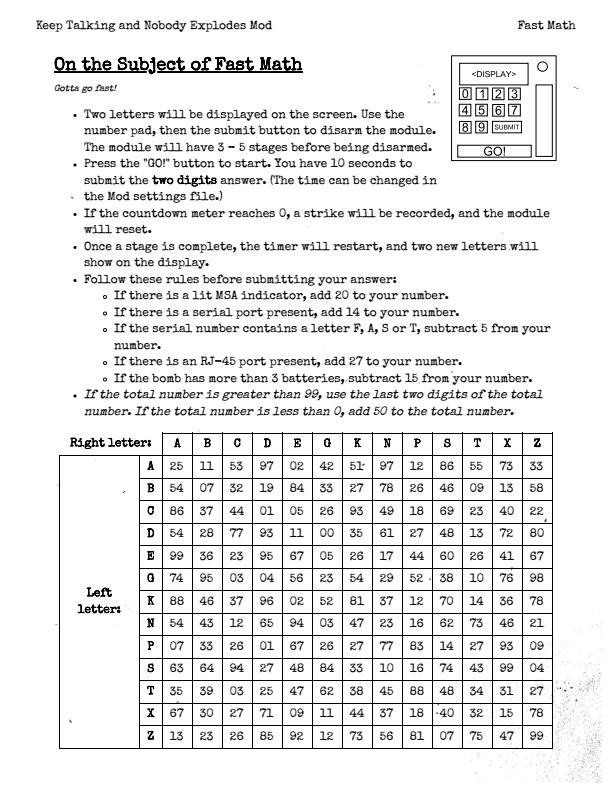 Keep Talking and Nobody Explodes Mod Fast Math
On the Subject of Fast Math
Gotta go fast!
<DISPLAY>
0 1 2 3
4 5 6 7
8 9 SUBMIT
GO!
• Two letters will be displayed on the screen. Use the
number pad, then the submit button to disarm the module.
The module will have 3 - 5 stages before being disarmed.
• Press the "GO!" button to start. You have 10 seconds to
submit the two digits answer. (The time can be changed in
the Mod settings file.)
• If the countdown meter reaches 0, a strike will be recorded, and the module
will reset.
• Once a stage is complete, the timer will restart, and two new letters will
show on the display.
• Follow these rules before submitting your answer:
∘ If there is a lit MSA indicator, add 20 to your number.
∘ If there is a serial port present, add 14 to your number.
∘ If the serial number contains a letter F, A, S or T, subtract 5 from your
number.
∘ If there is an RJ-45 port present, add 27 to your number.
∘ If the bomb has more than 3 batteries, subtract 15 from your number.
• If the total number is greater than 99, use the last two digits of the total
number. If the total number is less than 0, add 50 to the total number.
Right letter: A B C D E G K N P S T X Z
A 25 11 53 97 02 42 51 97 12 86 55 73 33
B 54 07 32 19 84 33 27 78 26 46 09 13 58
C 86 37 44 01 05 26 93 49 18 69 23 40 22
D 54 28 77 93 11 00 35 61 27 48 13 72 80
E 99 36 23 95 67 05 26 17 44 60 26 41 67
G 74 95 03 04 56 23 54 29 52 38 10 76 98
Left
letter:
K 88 46 37 96 02 52 81 37 12 70 14 36 78
N 54 43 12 65 94 03 47 23 16 62 73 46 21
P 07 33 26 01 67 26 27 77 83 14 27 93 09
S 63 64 94 27 48 84 33 10 16 74 43 99 04
T 35 39 03 25 47 62 38 45 88 48 34 31 27
X 67 30 27 71 09 11 44 37 18 40 32 15 78
Z 13 23 26 85 92 12 73 56 81 07 75 47 99